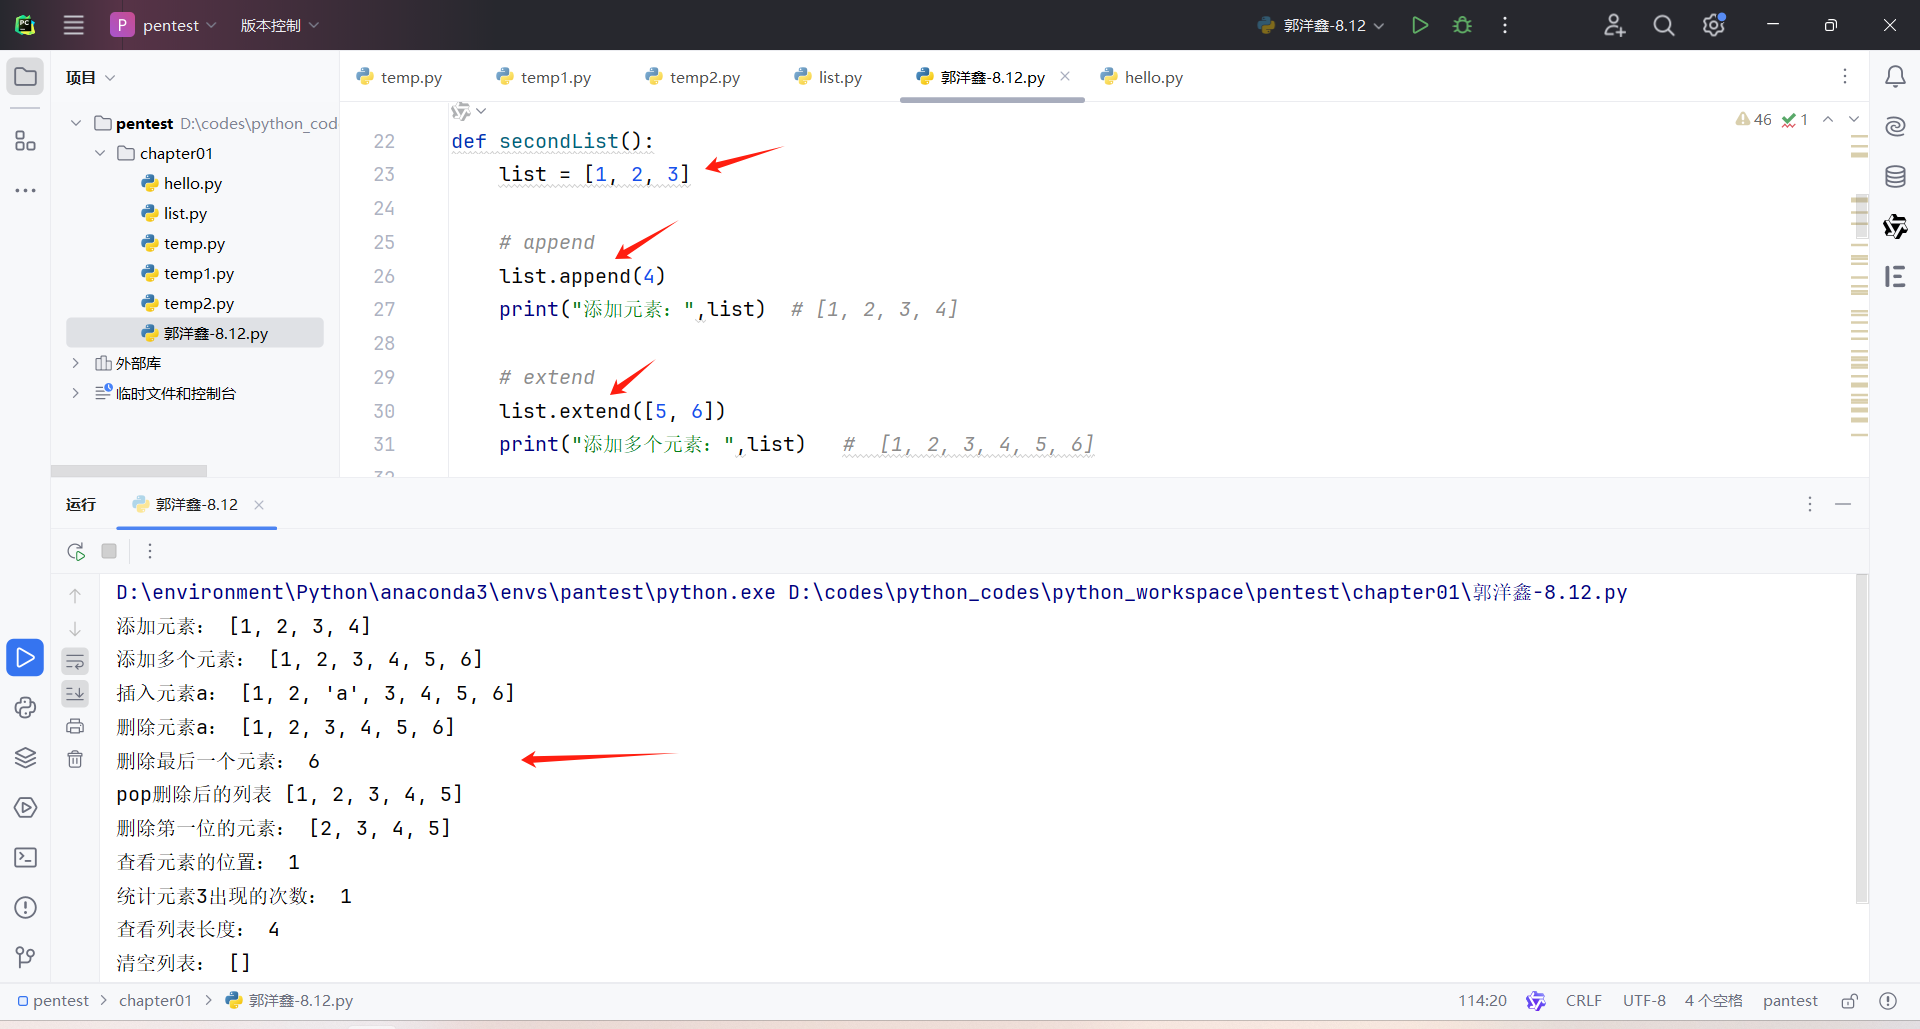 P pentest 版本控制 郭洋鑫-8.12
项目
temp.py temp1.py temp2.py list.py 郭洋鑫-8.12.py hello.py
pentest D:\codes\python_cod
chapter01
hello.py
list.py
temp.py
temp1.py
temp2.py
郭洋鑫-8.12.py
外部库
临时文件和控制台
46 1
22 def secondList():
23 list = [1, 2, 3]
24
25 # append
26 list.append(4)
27 print("添加元素：",list) # [1, 2, 3, 4]
28
29 # extend
30 list.extend([5, 6])
31 print("添加多个元素：",list) # [1, 2, 3, 4, 5, 6]
32
运行 郭洋鑫-8.12
D:\environment\Python\anaconda3\envs\pantest\python.exe D:\codes\python_codes\python_workspace\pentest\chapter01\郭洋鑫-8.12.py
添加元素： [1, 2, 3, 4]
添加多个元素： [1, 2, 3, 4, 5, 6]
插入元素a： [1, 2, 'a', 3, 4, 5, 6]
删除元素a： [1, 2, 3, 4, 5, 6]
删除最后一个元素： 6
pop删除后的列表 [1, 2, 3, 4, 5]
删除第一位的元素： [2, 3, 4, 5]
查看元素的位置： 1
统计元素3出现的次数： 1
查看列表长度： 4
清空列表： []
pentest > chapter01 > 郭洋鑫-8.12.py 114:20 CRLF UTF-8 4 个空格 pantest